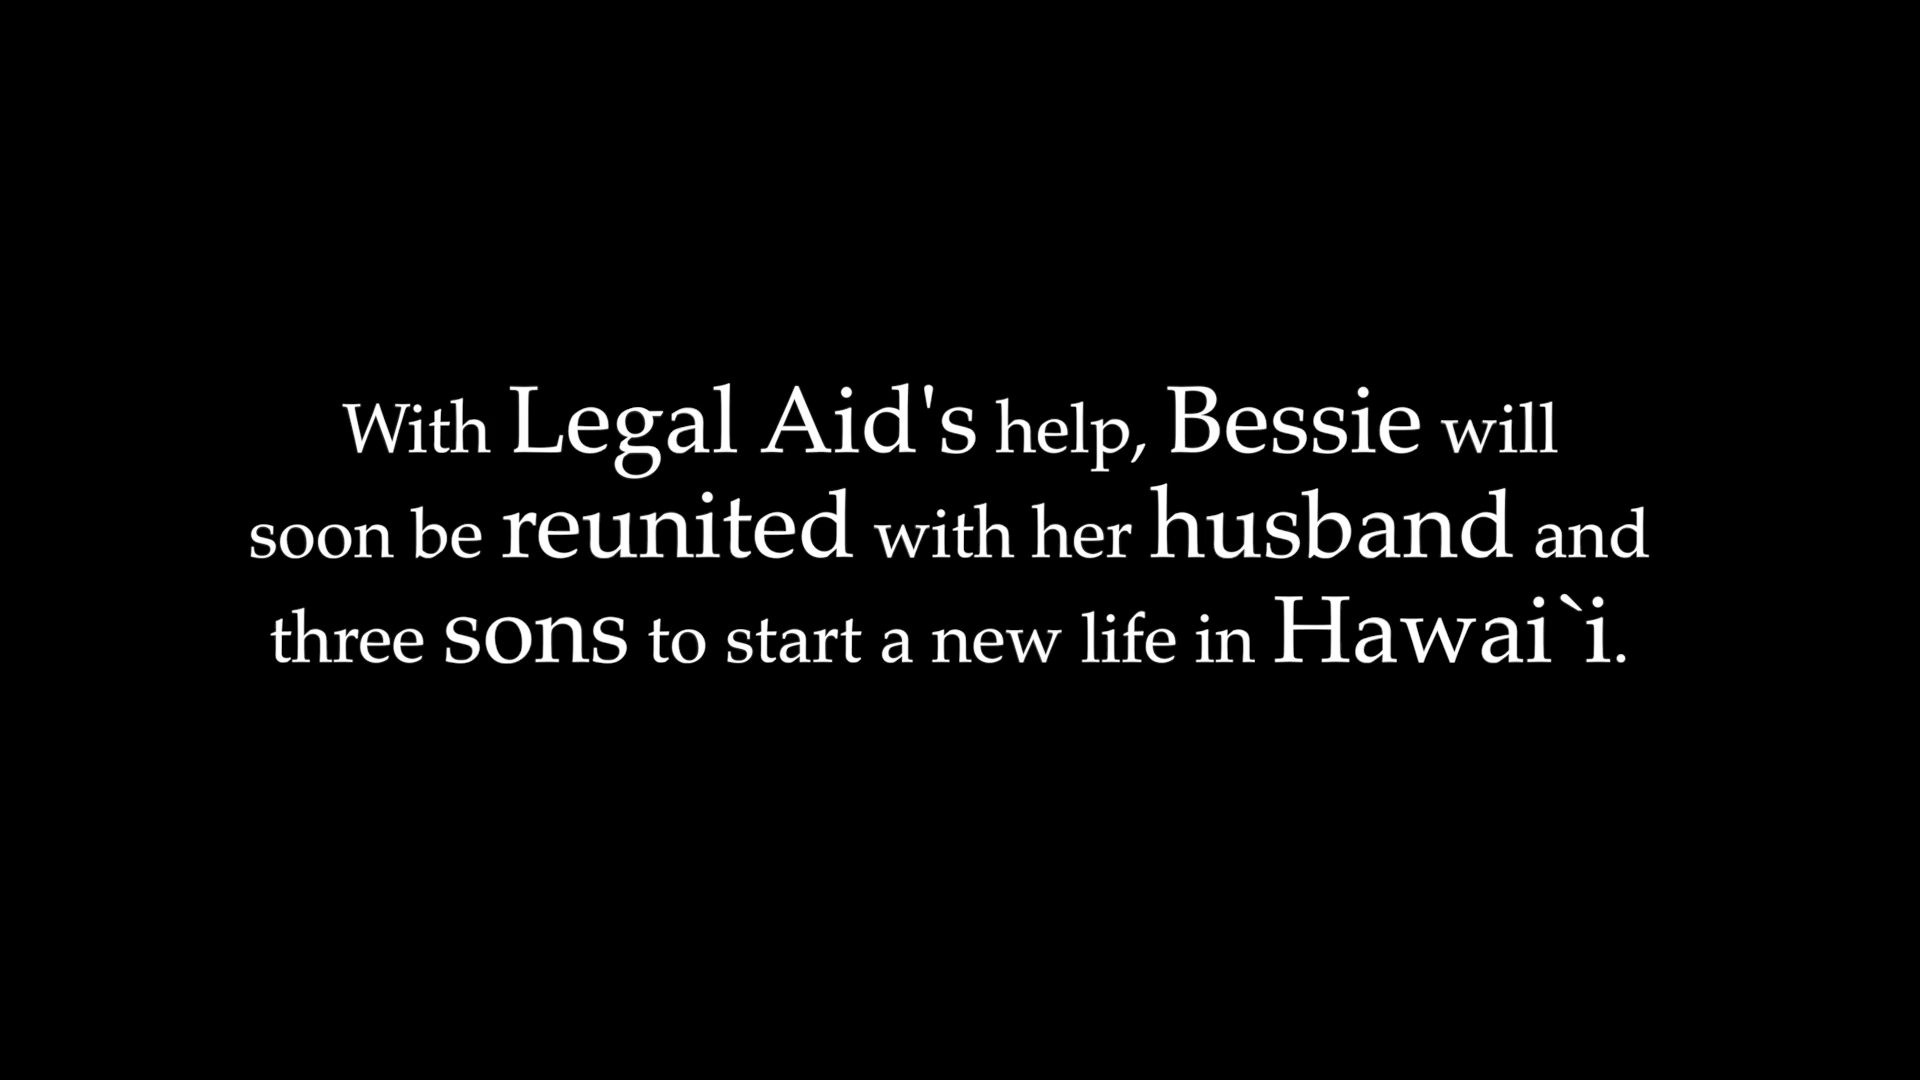 With Legal Aid's help, Bessie will
soon be reunited with her husband and
three sons to start a new life in Hawai`i.